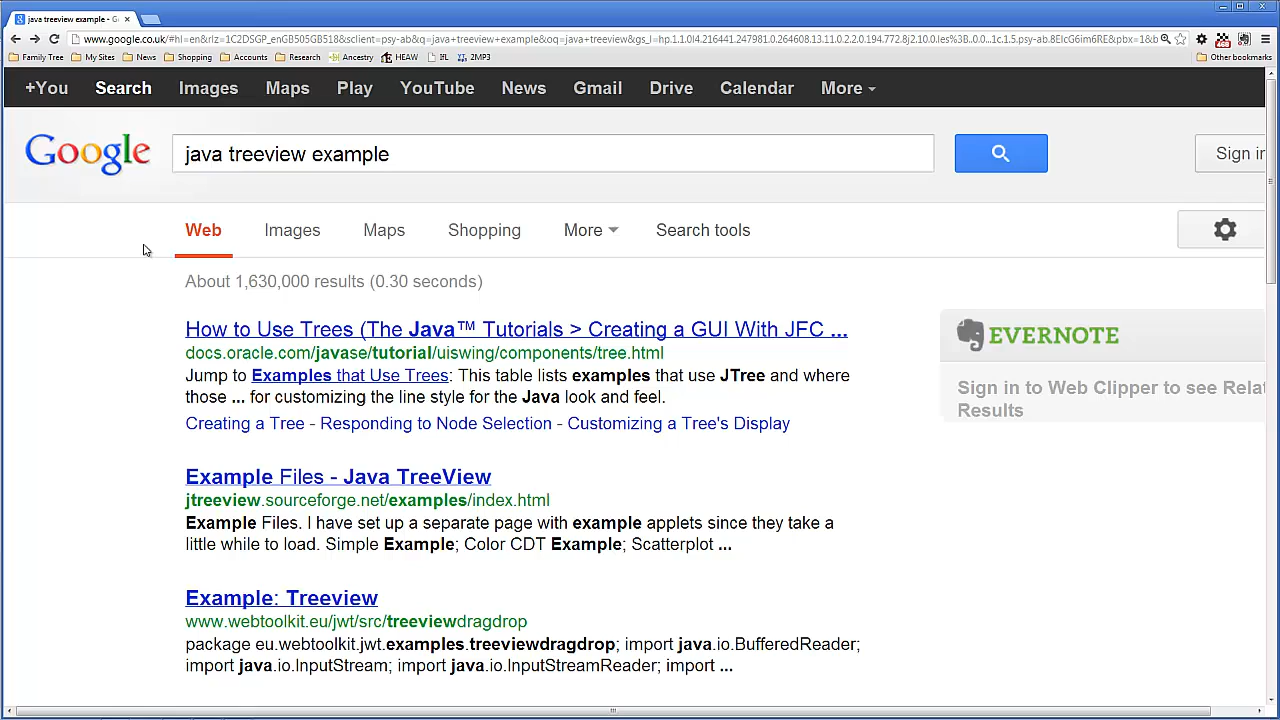 java treeview example - G
www.google.co.uk/#hl=en&rlz=1C2DSGP_enGB505GB518&sclient=psy-ab&q=java+treeview+example&oq=java+treeview&gs_l=hp.1.1.0l4.216441.247981.0.264608.13.11.0.2.2.0.194.772.8j2.10.0.les%3B..0.0...1c.1.5.psy-ab.8EIcG6im6RE&pbx=1&b
Family Tree My Sites News Shopping Accounts Research Ancestry HEAW IfL 2MP3 Other bookmarks
+You Search Images Maps Play YouTube News Gmail Drive Calendar More
Google java treeview example Sign in
Web Images Maps Shopping More Search tools
About 1,630,000 results (0.30 seconds)
How to Use Trees (The Java™ Tutorials > Creating a GUI With JFC ...
docs.oracle.com/javase/tutorial/uiswing/components/tree.html
Jump to Examples that Use Trees: This table lists examples that use JTree and where
those ... for customizing the line style for the Java look and feel.
Creating a Tree - Responding to Node Selection - Customizing a Tree's Display
EVERNOTE
Sign in to Web Clipper to see Rela
Results
Example Files - Java TreeView
jtreeview.sourceforge.net/examples/index.html
Example Files. I have set up a separate page with example applets since they take a
little while to load. Simple Example; Color CDT Example; Scatterplot ...
Example: Treeview
www.webtoolkit.eu/jwt/src/treeviewdragdrop
package eu.webtoolkit.jwt.examples.treeviewdragdrop; import java.io.BufferedReader;
import java.io.InputStream; import java.io.InputStreamReader; import ...